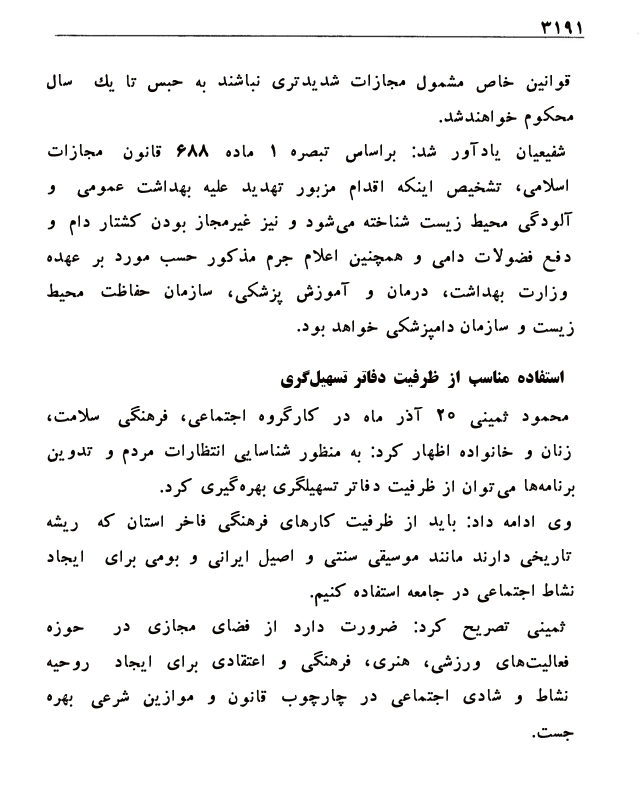 ۳۱۹۱
قوانین خاص مشمول مجازات شدیدتری نباشند به حبس تا یك سال
محکوم خواهندشد.
شفیعیان یادآور شد: براساس تبصره ۱ ماده ۶۸۸ قانون مجازات
اسلامی، تشخیص اینکه اقدام مزبور تهدید علیه بهداشت عمومی و
آلودگی محیط زیست شناخته می‌شود و نیز غیرمجاز بودن کشتار دام و
دفع فضولات دامی و همچنین اعلام جرم مذکور حسب مورد بر عهده
وزارت بهداشت، درمان و آموزش پزشکی، سازمان حفاظت محیط
زیست و سازمان دامپزشکی خواهد بود.
استفاده مناسب از ظرفیت دفاتر تسهیل‌گری
محمود ثمینی ۲۰ آذر ماه در کارگروه اجتماعی، فرهنگی سلامت،
زنان و خانواده اظهار کرد: به منظور شناسایی انتظارات مردم و تدوین
برنامه‌ها می‌توان از ظرفیت دفاتر تسهیلگری بهره‌گیری کرد.
وی ادامه داد: باید از ظرفیت کارهای فرهنگی فاخر استان که ریشه
تاریخی دارند مانند موسیقی سنتی و اصیل ایرانی و بومی برای ایجاد
نشاط اجتماعی در جامعه استفاده کنیم.
ثمینی تصریح کرد: ضرورت دارد از فضای مجازی در حوزه
فعالیت‌های ورزشی، هنری، فرهنگی و اعتقادی برای ایجاد روحیه
نشاط و شادی اجتماعی در چارچوب قانون و موازین شرعی بهره
جست.